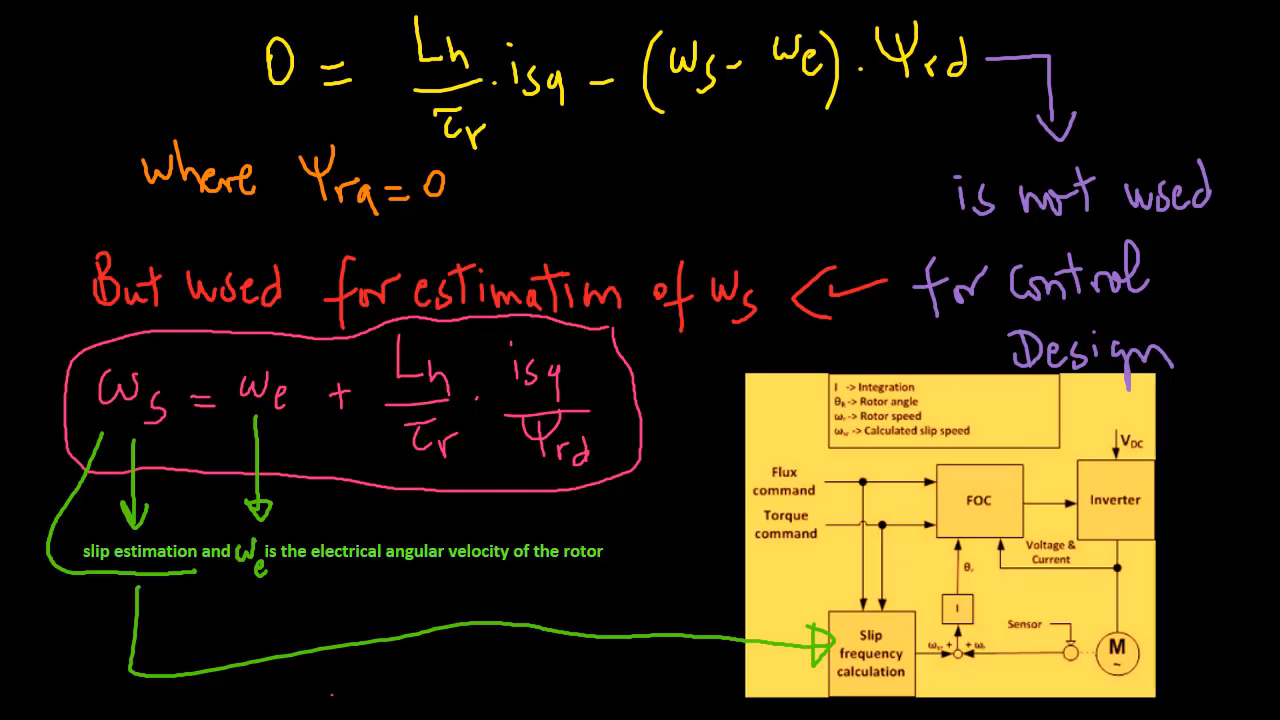 0 = Lh/τr · isq - (ωs - ωe) · Ψrd
where Ψrq = 0
is not used
for control
Design
But used for estimation of ωs
ωs = ωe + Lh/τr · isq/Ψrd
slip estimation and ωe is the electrical angular velocity of the rotor
I -> Integration
θR -> Rotor angle
ωr -> Rotor speed
ωsl -> Calculated slip speed
VDC
Flux
command
FOC
Inverter
Torque
command
Voltage &
Current
θr
I
Sensor
Slip
frequency
calculation
ωsl + + ωr
M
~